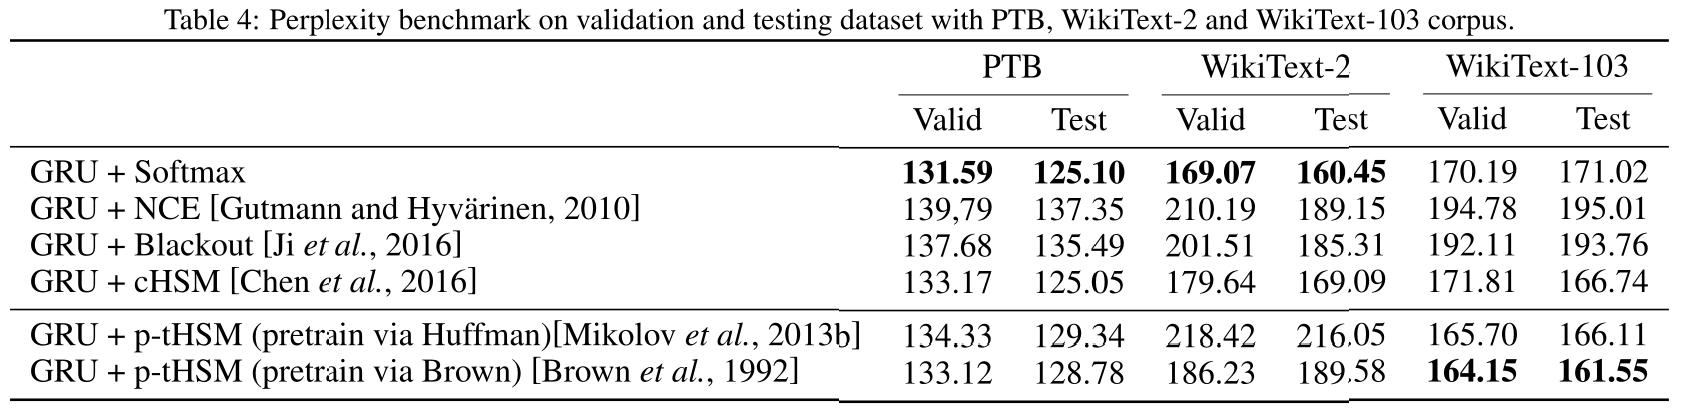 Table 4: Perplexity benchmark on validation and testing dataset with PTB, WikiText-2 and WikiText-103 corpus.
PTB WikiText-2 WikiText-103
Valid Test Valid Test Valid Test
GRU + Softmax 131.59 125.10 169.07 160.45 170.19 171.02
GRU + NCE [Gutmann and Hyvärinen, 2010] 139,79 137.35 210.19 189.15 194.78 195.01
GRU + Blackout [Ji et al., 2016] 137.68 135.49 201.51 185.31 192.11 193.76
GRU + cHSM [Chen et al., 2016] 133.17 125.05 179.64 169.09 171.81 166.74
GRU + p-tHSM (pretrain via Huffman)[Mikolov et al., 2013b] 134.33 129.34 218.42 216.05 165.70 166.11
GRU + p-tHSM (pretrain via Brown) [Brown et al., 1992] 133.12 128.78 186.23 189.58 164.15 161.55